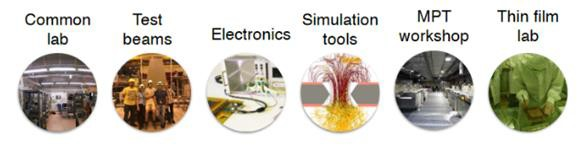 Common
lab
Test
beams
Electronics
Simulation
tools
MPT
workshop
Thin film
lab